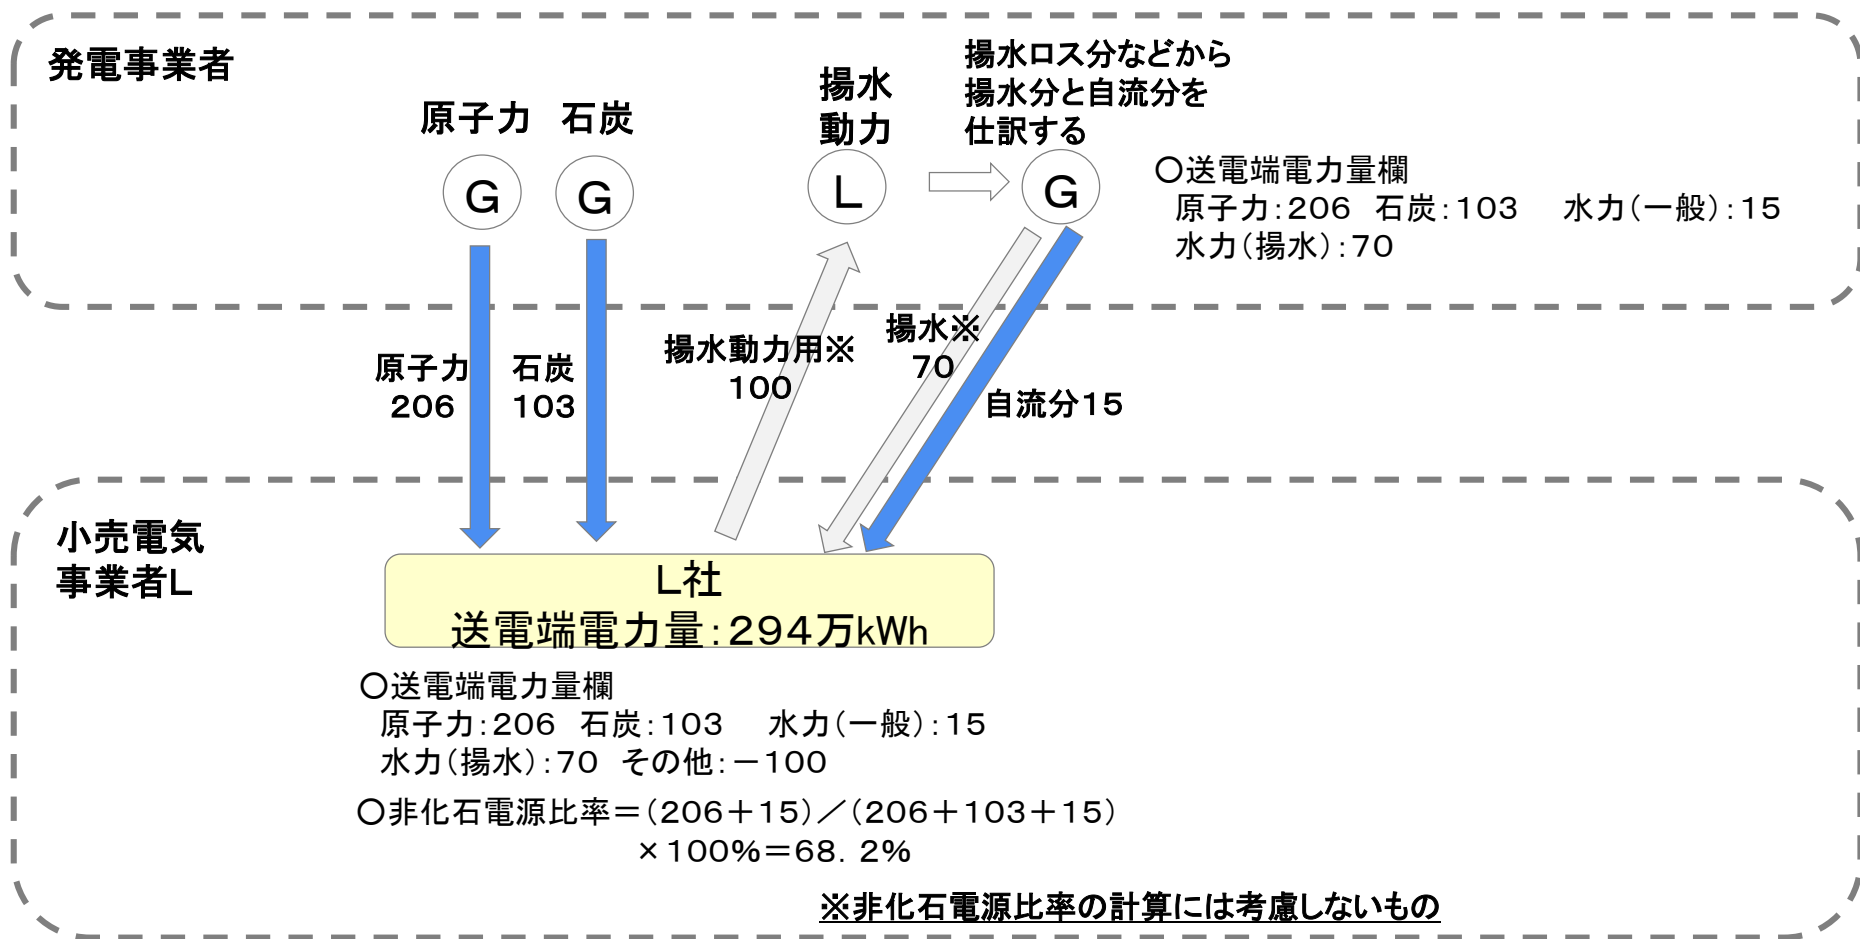 発電事業者
原子力
石炭
揚水
動力
揚水ロス分などから
揚水分と自流分を
仕訳する
G
G
L
G
○送電端電力量欄
原子力:206 石炭:103 水力(一般):15
水力(揚水):70
原子力
206
石炭
103
揚水動力用※
100
揚水※
70
自流分15
小売電気
事業者L
L社
送電端電力量:294万kWh
○送電端電力量欄
原子力:206 石炭:103 水力(一般):15
水力(揚水):70 その他:-100
○非化石電源比率=(206+15)/(206+103+15)
×100%=68.2%
※非化石電源比率の計算には考慮しないもの